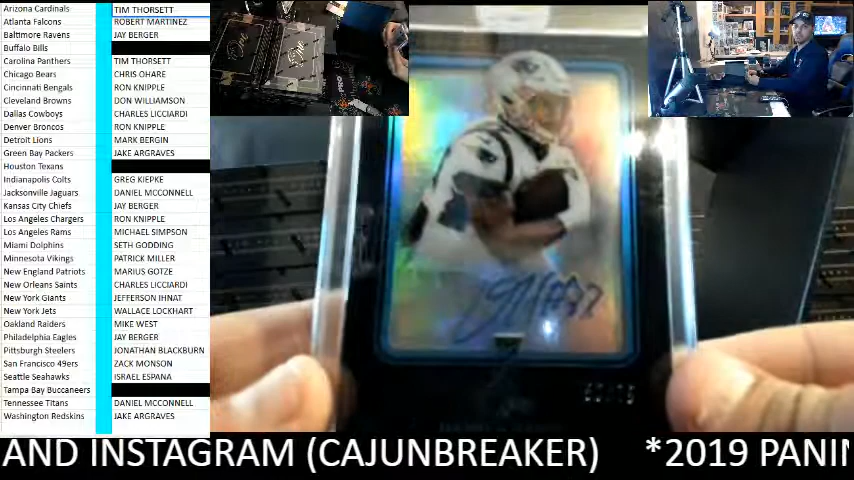 Arizona Cardinals TIM THORSETT
Atlanta Falcons ROBERT MARTINEZ
Baltimore Ravens JAY BERGER
Buffalo Bills
Carolina Panthers TIM THORSETT
Chicago Bears CHRIS OHARE
Cincinnati Bengals RON KNIPPLE
Cleveland Browns DON WILLIAMSON
Dallas Cowboys CHARLES LICCIARDI
Denver Broncos RON KNIPPLE
Detroit Lions MARK BERGIN
Green Bay Packers JAKE ARGRAVES
Houston Texans
Indianapolis Colts GREG KIEPKE
Jacksonville Jaguars DANIEL MCCONNELL
Kansas City Chiefs JAY BERGER
Los Angeles Chargers RON KNIPPLE
Los Angeles Rams MICHAEL SIMPSON
Miami Dolphins SETH GODDING
Minnesota Vikings PATRICK MILLER
New England Patriots MARIUS GOTZE
New Orleans Saints CHARLES LICCIARDI
New York Giants JEFFERSON IHNAT
New York Jets WALLACE LOCKHART
Oakland Raiders MIKE WEST
Philadelphia Eagles JAY BERGER
Pittsburgh Steelers JONATHAN BLACKBURN
San Francisco 49ers ZACK MONSON
Seattle Seahawks ISRAEL ESPANA
Tampa Bay Buccaneers
Tennessee Titans DANIEL MCCONNELL
Washington Redskins JAKE ARGRAVES
AND INSTAGRAM (CAJUNBREAKER) *2019 PANIN